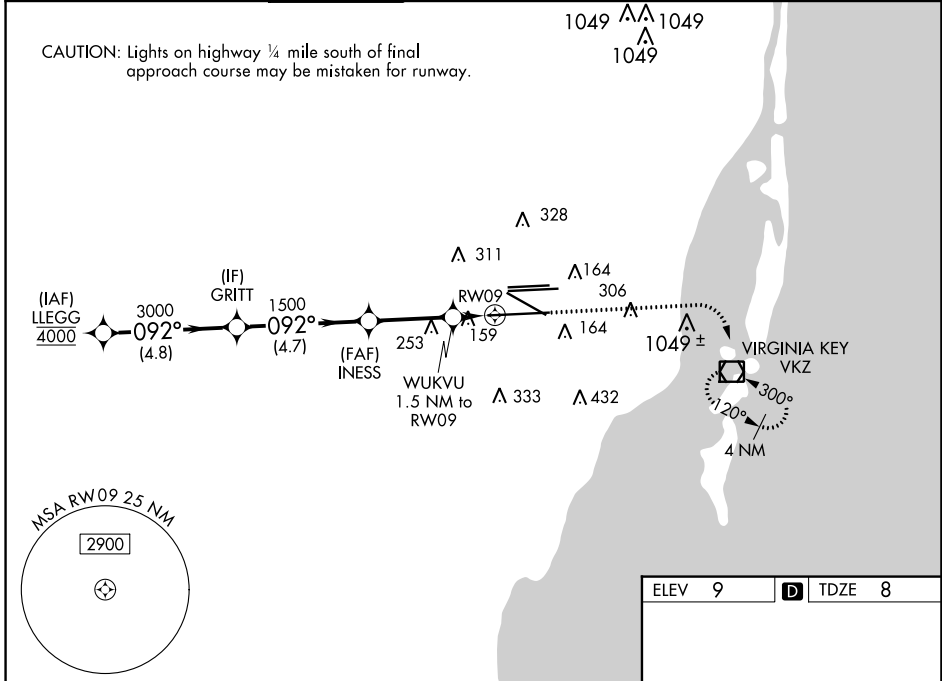 1049 1049
1049
CAUTION: Lights on highway ¼ mile south of final
approach course may be mistaken for runway.
328
311
(IF)
GRITT
164
(IAF)
LLEGG
4000
3000
092°
(4.8)
1500
092°
(4.7)
RW09
306
253
159
164
1049 ±
(FAF)
INESS
VIRGINIA KEY
VKZ
WUKVU
1.5 NM to
RW09
333
432
300°
120°
4 NM
MSA RW09 25 NM
2900
ELEV 9 D TDZE 8